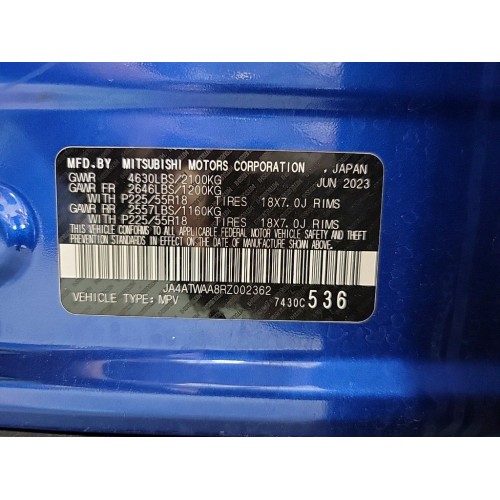 MFD.BY MITSUBISHI MOTORS CORPORATION , JAPAN
GVWR 4630LBS/2100KG JUN 2023
GAWR FR 2646LBS/1200KG
WITH P225/55R18 TIRES 18X7.0J RIMS
GAWR RR 2557LBS/1160KG
WITH P225/55R18 TIRES 18X7.0J RIMS
THIS VEHICLE CONFORMS TO ALL APPLICABLE FEDERAL MOTOR VEHICLE SAFETY AND THEFT
PREVENTION STANDARDS IN EFFECT ON THE DATE OF MANUFACTURE SHOWN ABOVE.
JA4ATWAA8RZ002362
VEHICLE TYPE: MPV 7430C 536